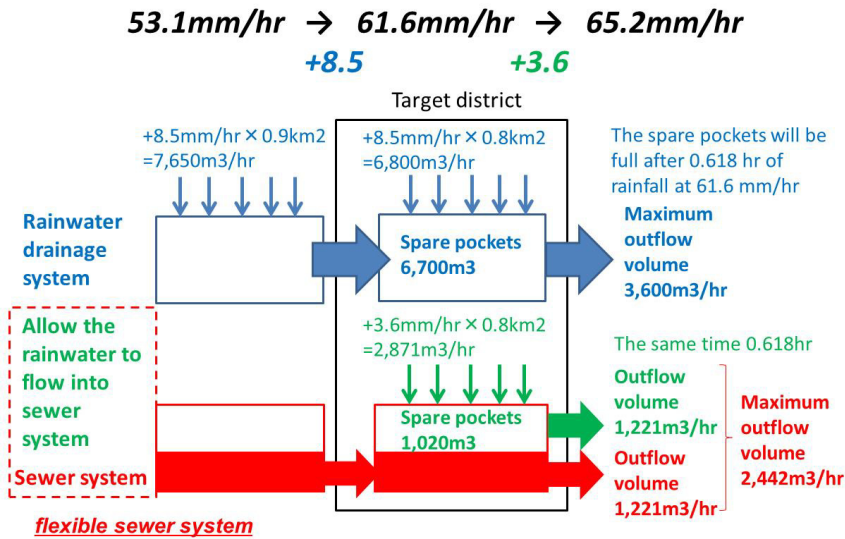 53.1mm/hr → 61.6mm/hr → 65.2mm/hr
+8.5
+3.6
Target district
+8.5mm/hr × 0.9km2
=7,650m3/hr
+8.5mm/hr × 0.8km2
=6,800m3/hr
The spare pockets will be
full after 0.618 hr of
rainfall at 61.6 mm/hr
Rainwater
drainage
system
Spare pockets
6,700m3
Maximum
outflow
volume
3,600m3/hr
Allow the
rainwater to
flow into
sewer
system
+3.6mm/hr × 0.8km2
=2,871m3/hr
The same time 0.618hr
Spare pockets
1,020m3
Outflow
volume
1,221m3/hr
Maximum
outflow
volume
2,442m3/hr
Sewer system
Outflow
volume
1,221m3/hr
flexible sewer system